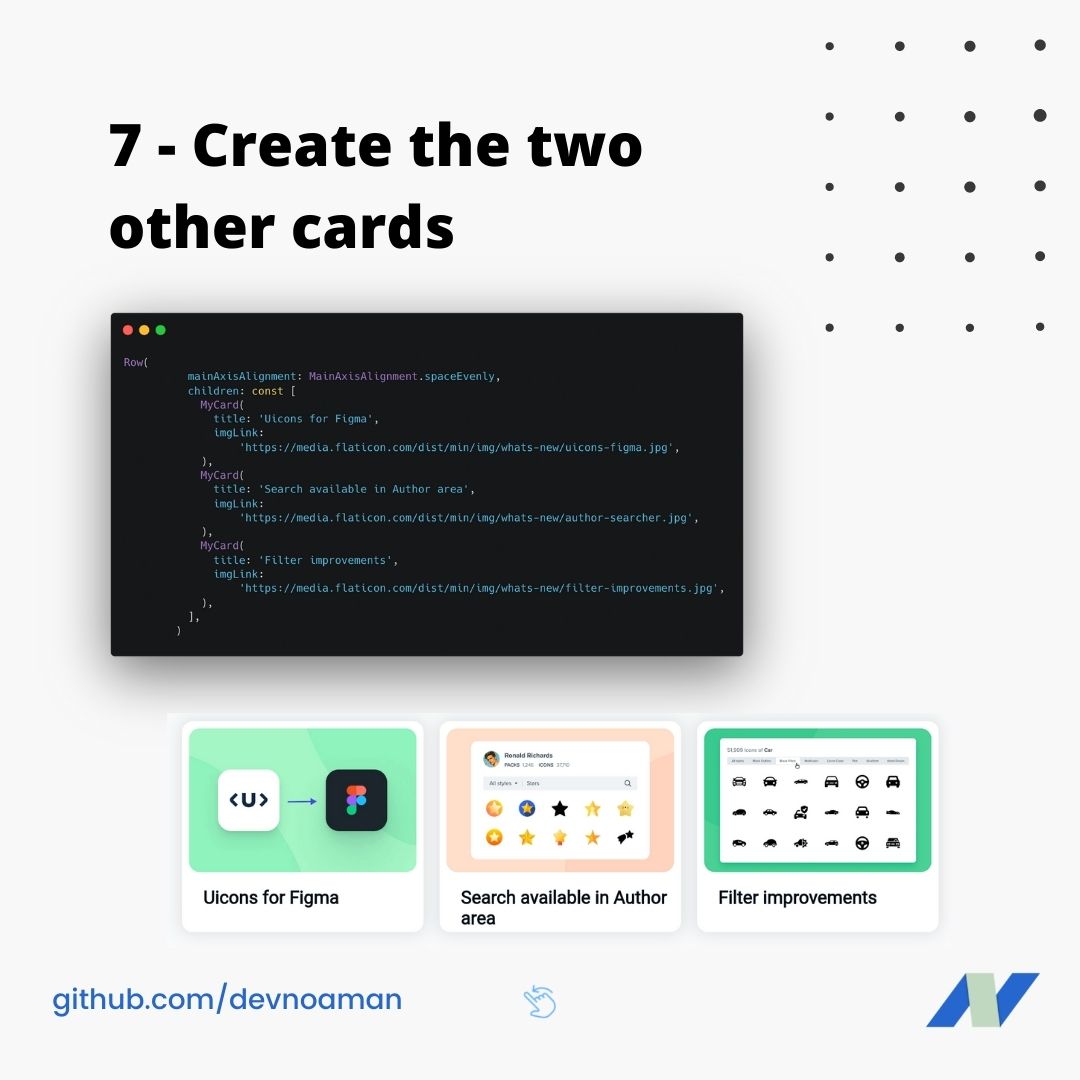 7 - Create the two
other cards
Row(
mainAxisAlignment: MainAxisAlignment.spaceEvenly,
children: const [
MyCard(
title: 'Uicons for Figma',
imgLink:
'https://media.flaticon.com/dist/min/img/whats-new/uicons-figma.jpg',
),
MyCard(
title: 'Search available in Author area',
imgLink:
'https://media.flaticon.com/dist/min/img/whats-new/author-searcher.jpg',
),
MyCard(
title: 'Filter improvements',
imgLink:
'https://media.flaticon.com/dist/min/img/whats-new/filter-improvements.jpg',
),
],
)
<U>
Uicons for Figma
Ronald Richards
PACKS 1,248 ICONS 37,710
All styles Stars
Search available in Author
area
51,909 icons of Car
Filter improvements
github.com/devnoaman